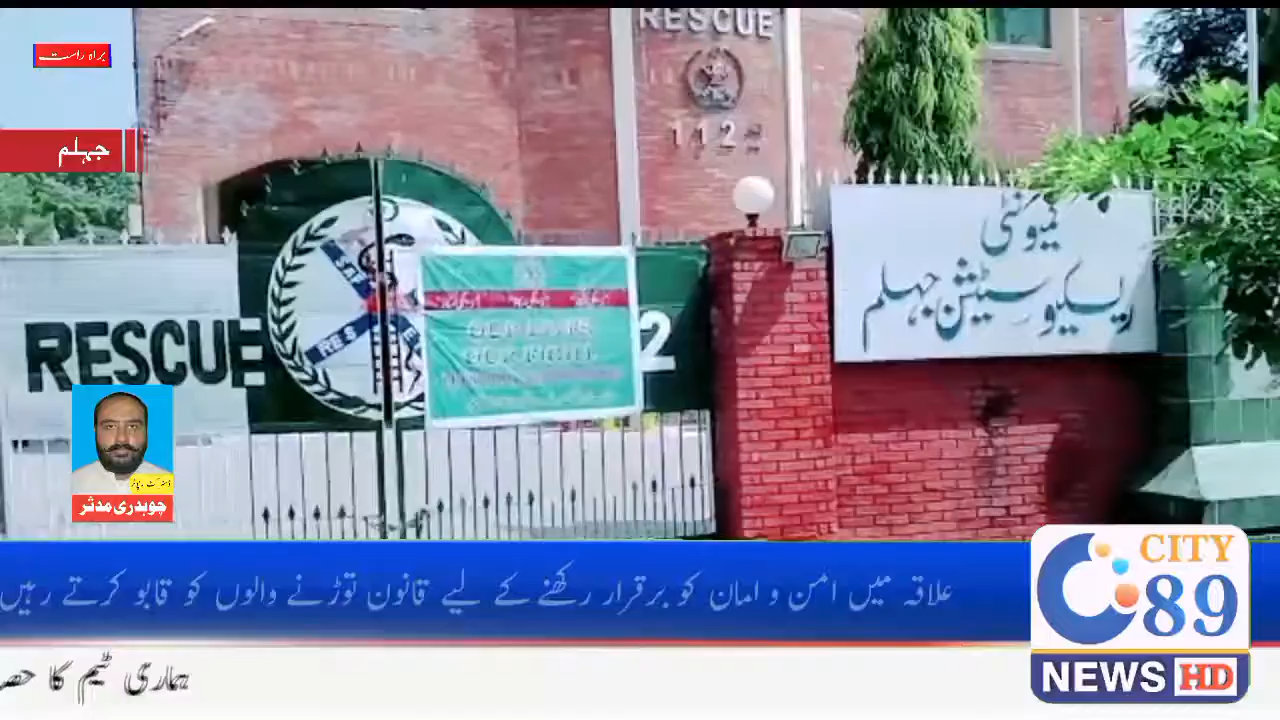 براہ راست
جہلم
RESCUE
1122
RESCUE
2
کمیونٹی
ریسکیو سٹیشن جہلم
چوہدری مدثر
علاقہ میں امن و امان کو برقرار رکھنے کے لیے قانون توڑنے والوں کو قابو کرتے رہیں
ہماری ٹیم کا حصہ
CITY
89
NEWS HD